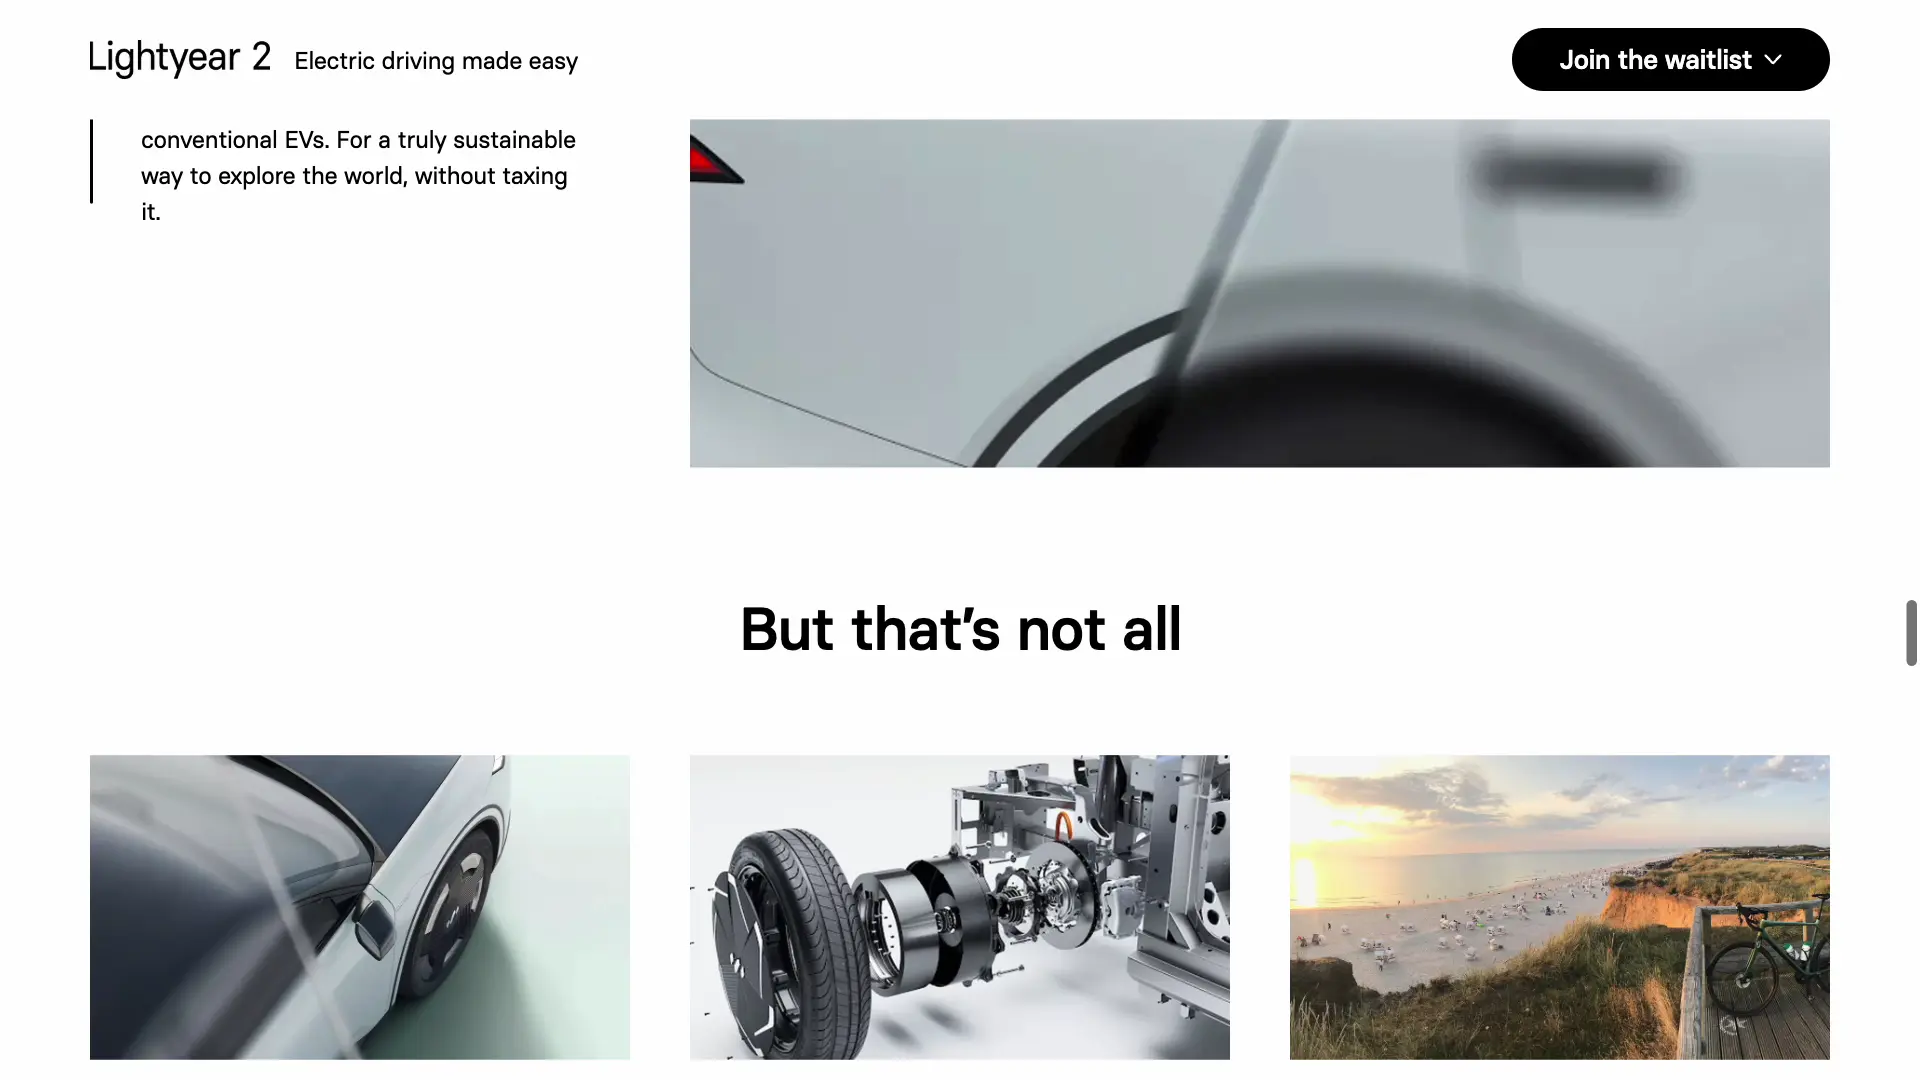 Lightyear 2 Electric driving made easy
Join the waitlist
conventional EVs. For a truly sustainable
way to explore the world, without taxing
it.
But that’s not all